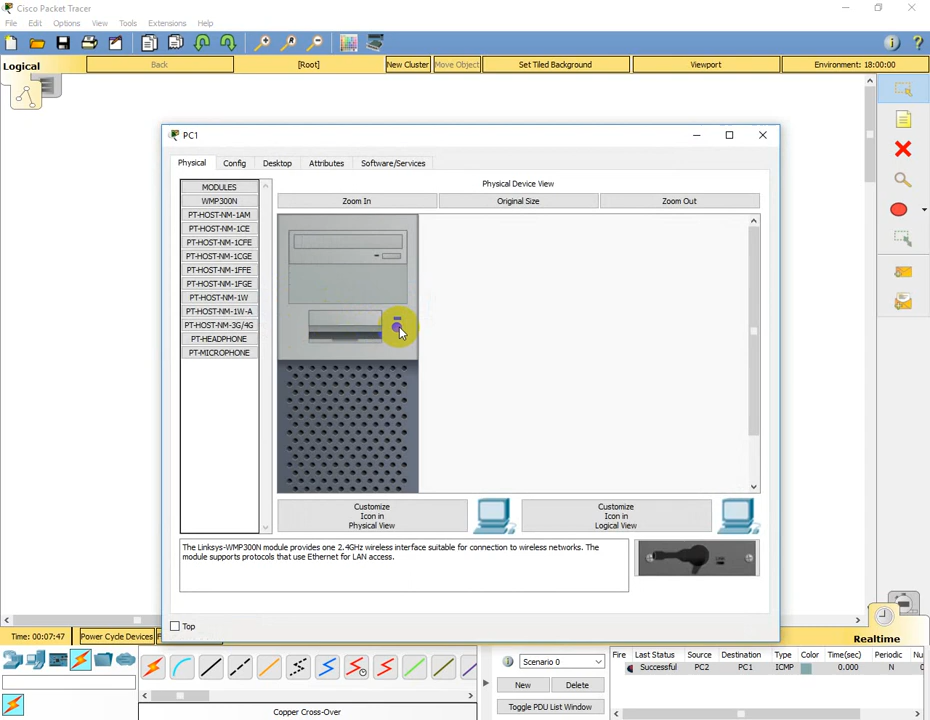 Cisco Packet Tracer
File Edit Options View Tools Extensions Help
Logical Back [Root] New Cluster Move Object Set Tiled Background Viewport Environment: 18:00:00
PC1
Physical Config Desktop Attributes Software/Services
MODULES
WMP300N
PT-HOST-NM-1AM
PT-HOST-NM-1CE
PT-HOST-NM-1CFE
PT-HOST-NM-1CGE
PT-HOST-NM-1FFE
PT-HOST-NM-1FGE
PT-HOST-NM-1W
PT-HOST-NM-1W-A
PT-HOST-NM-3G/4G
PT-HEADPHONE
PT-MICROPHONE
Physical Device View
Zoom In Original Size Zoom Out
Customize
Icon in
Physical View
Customize
Icon in
Logical View
The Linksys-WMP300N module provides one 2.4GHz wireless interface suitable for connection to wireless networks. The
module supports protocols that use Ethernet for LAN access.
Top
Time: 00:07:47 Power Cycle Devices
Realtime
Scenario 0
New Delete
Toggle PDU List Window
Fire Last Status Source Destination Type Color Time(sec) Periodic Nu
Successful PC2 PC1 ICMP 0.000 N 0
Copper Cross-Over